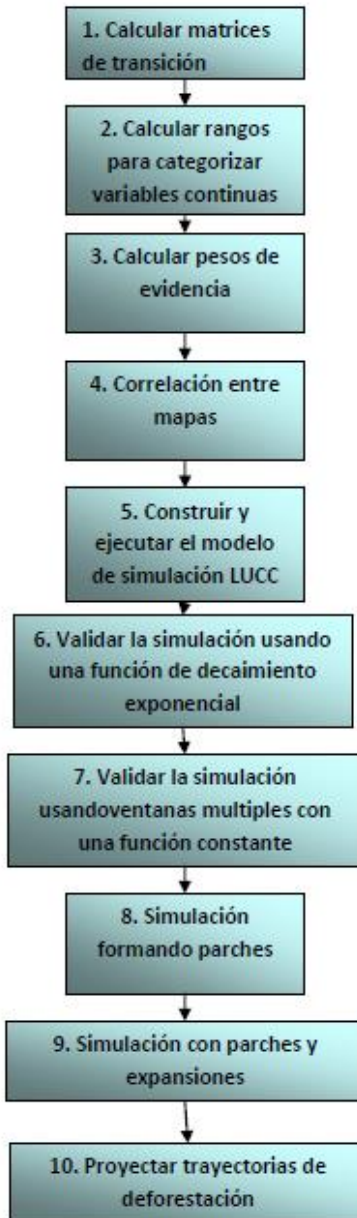 1. Calcular matrices
de transición
2. Calcular rangos
para categorizar
variables continuas
3. Calcular pesos de
evidencia
4. Correlación entre
mapas
5. Construir y
ejecutar el modelo
de simulación LUCC
6. Validar la simulación usando
una función de decaimiento
exponencial
7. Validar la simulación
usandoventanas multiples con
una función constante
8. Simulación
formando parches
9. Simulación con parches y
expansiones
10. Proyectar trayectorias de
deforestación